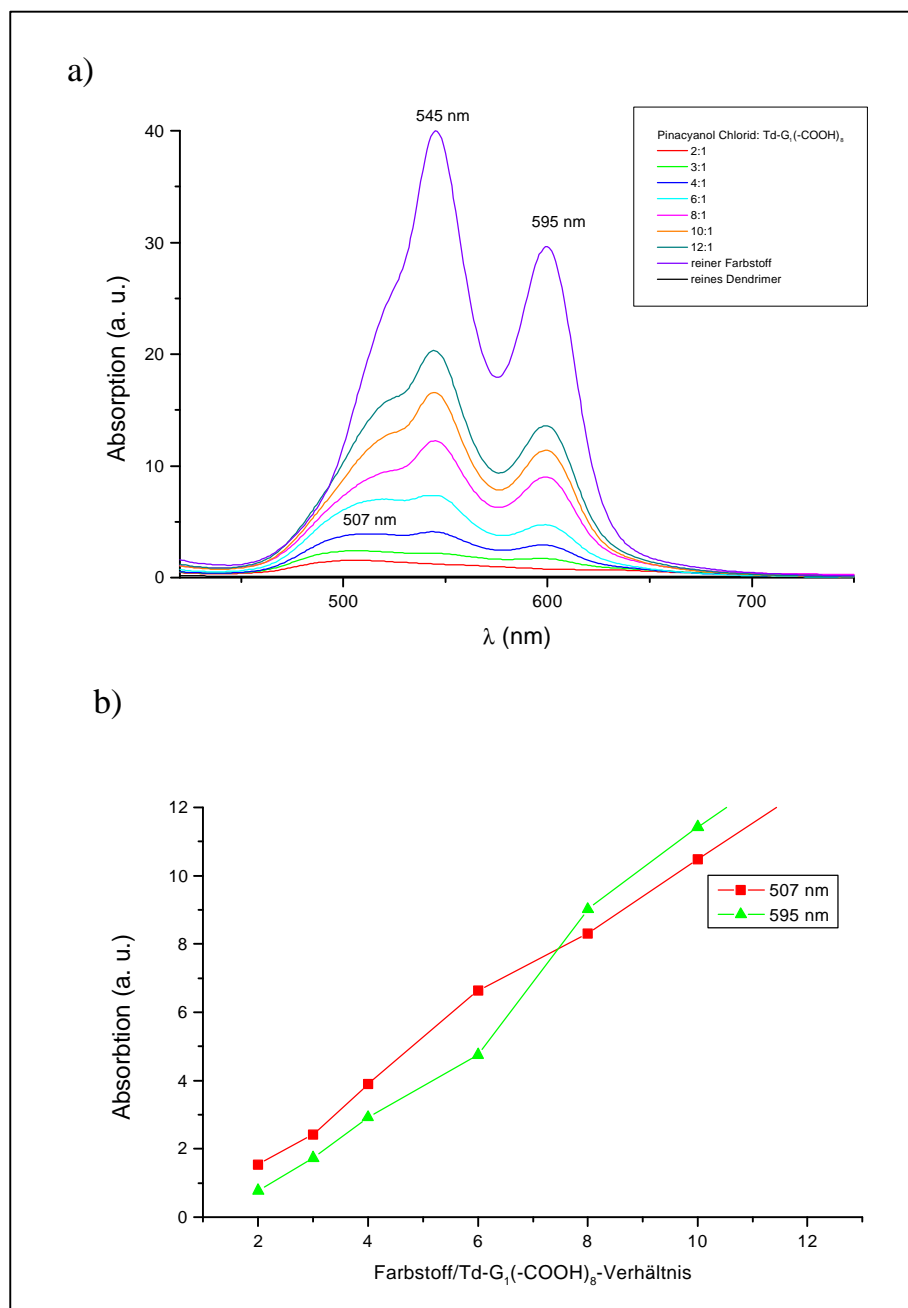 a)
545 nm
595 nm
507 nm
40
30
20
10
0
Absorption (a. u.)
500
600
700
λ (nm)
Pinacyanol Chlorid: Td-G₁(-COOH)₈
2:1
3:1
4:1
6:1
8:1
10:1
12:1
reiner Farbstoff
reines Dendrimer
b)
12
10
8
6
4
2
0
Absorbtion (a. u.)
507 nm
595 nm
2
4
6
8
10
12
Farbstoff/Td-G₁(-COOH)₈-Verhältnis